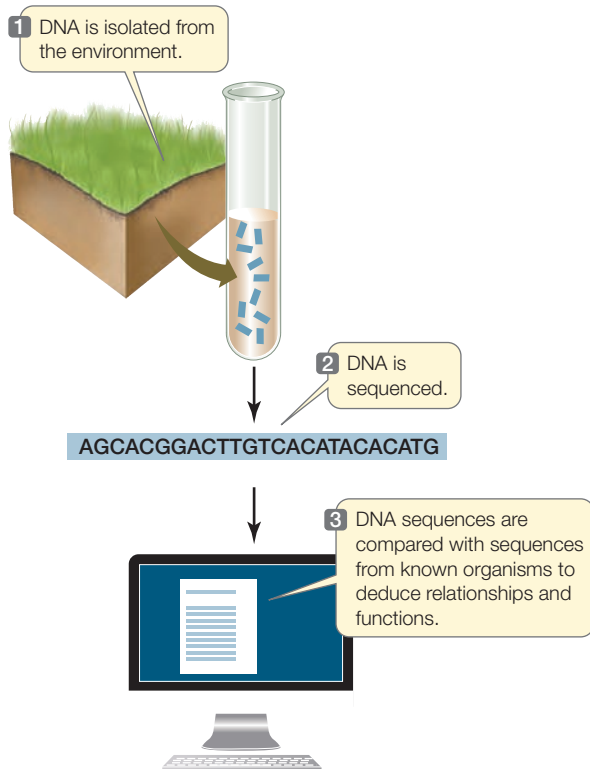 1 DNA is isolated from
the environment.
2 DNA is
sequenced.
AGCACGGACTTGTCACATACACATG
3 DNA sequences are
compared with sequences
from known organisms to
deduce relationships and
functions.